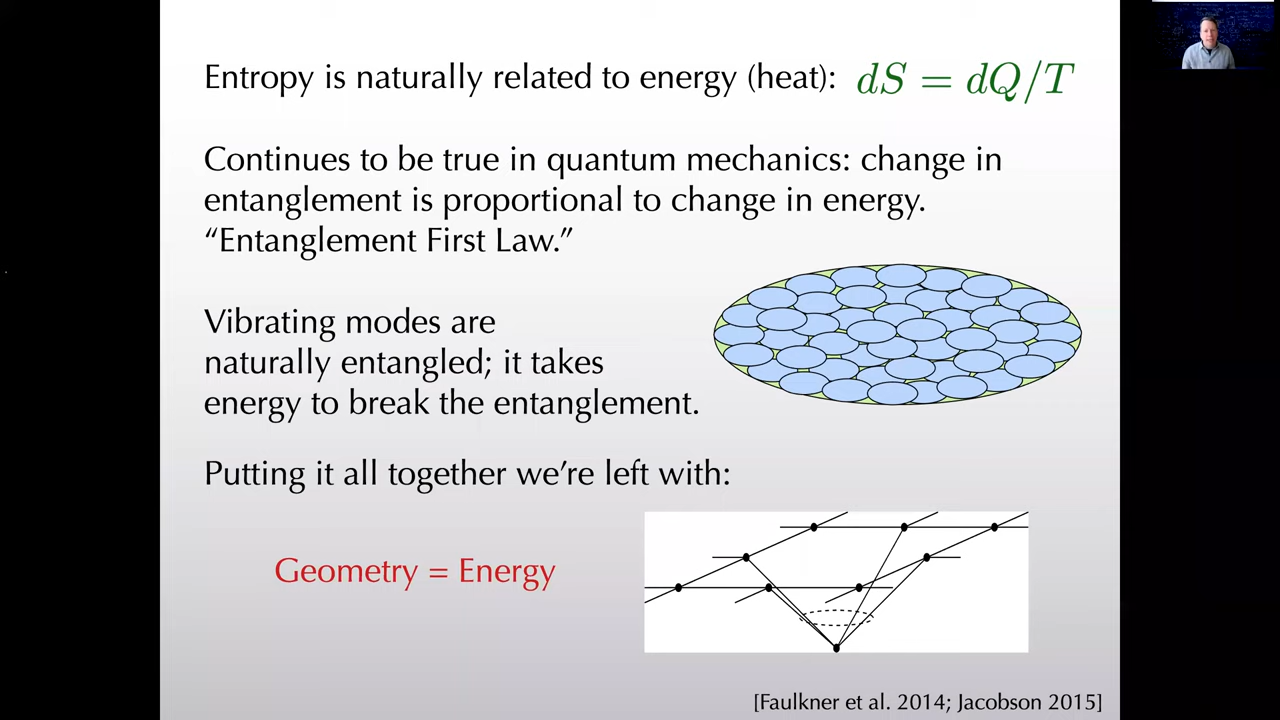 Entropy is naturally related to energy (heat): dS = dQ/T
Continues to be true in quantum mechanics: change in
entanglement is proportional to change in energy.
“Entanglement First Law.”
Vibrating modes are
naturally entangled; it takes
energy to break the entanglement.
Putting it all together we’re left with:
Geometry = Energy
[Faulkner et al. 2014; Jacobson 2015]